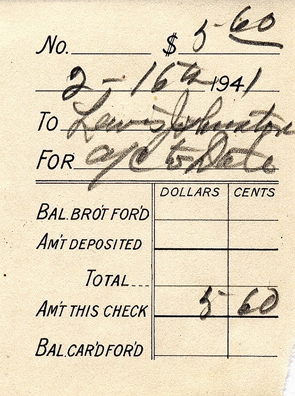 No. $ 5 60
2 - 16th 1941
TO Lewis Johnston
FOR a/c to Date
DOLLARS CENTS
BAL. BRO'T FOR'D
AM'T DEPOSITED
TOTAL...
AM'T THIS CHECK 5 60
BAL. CAR'D FOR'D